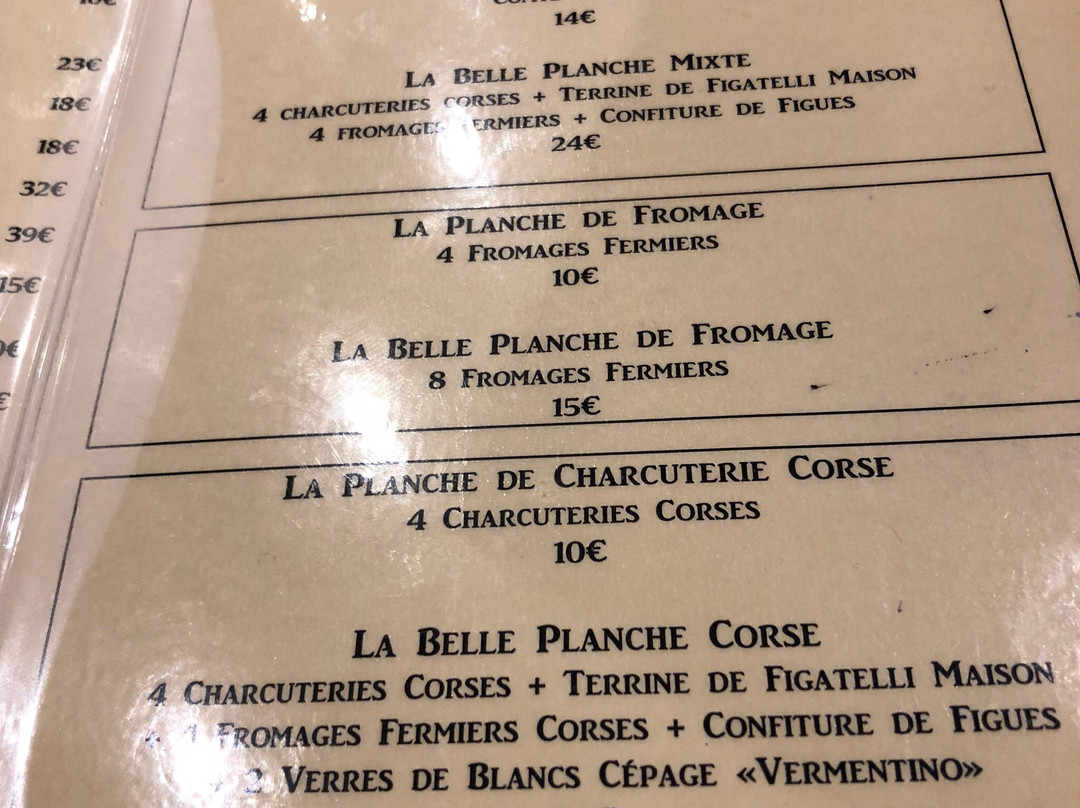 23€
18€
18€
32€
39€
15€
14€
La Belle Planche Mixte
4 charcuteries corses + Terrine de Figatelli Maison
4 fromages fermiers + Confiture de Figues
24€
La Planche de Fromage
4 Fromages Fermiers
10€
La Belle Planche de Fromage
8 Fromages Fermiers
15€
La Planche de Charcuterie Corse
4 Charcuteries Corses
10€
La Belle Planche Corse
4 Charcuteries Corses + Terrine de Figatelli Maison
Fromages Fermiers Corses + Confiture de Figues
+ 2 Verres de Blancs Cépage «Vermentino»